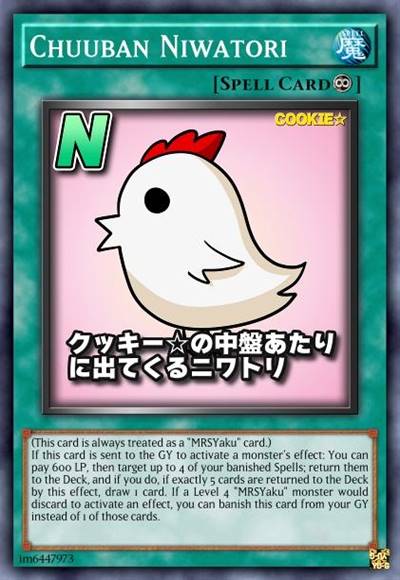 CHUUBAN NIWATORI
魔
[SPELL CARD]
N
COOKIE☆
クッキー☆の中盤あたり
に出てくるニワトリ
(This card is always treated as a "MRSYaku" card.)
If this card is sent to the GY to activate a monster's effect: You can
pay 600 LP, then target up to 4 of your banished Spells; return them
to the Deck, and if you do, if exactly 5 cards are returned to the Deck
by this effect, draw 1 card. If a Level 4 "MRSYaku" monster would
discard to activate an effect, you can banish this card from your GY
instead of 1 of those cards.
im6447973